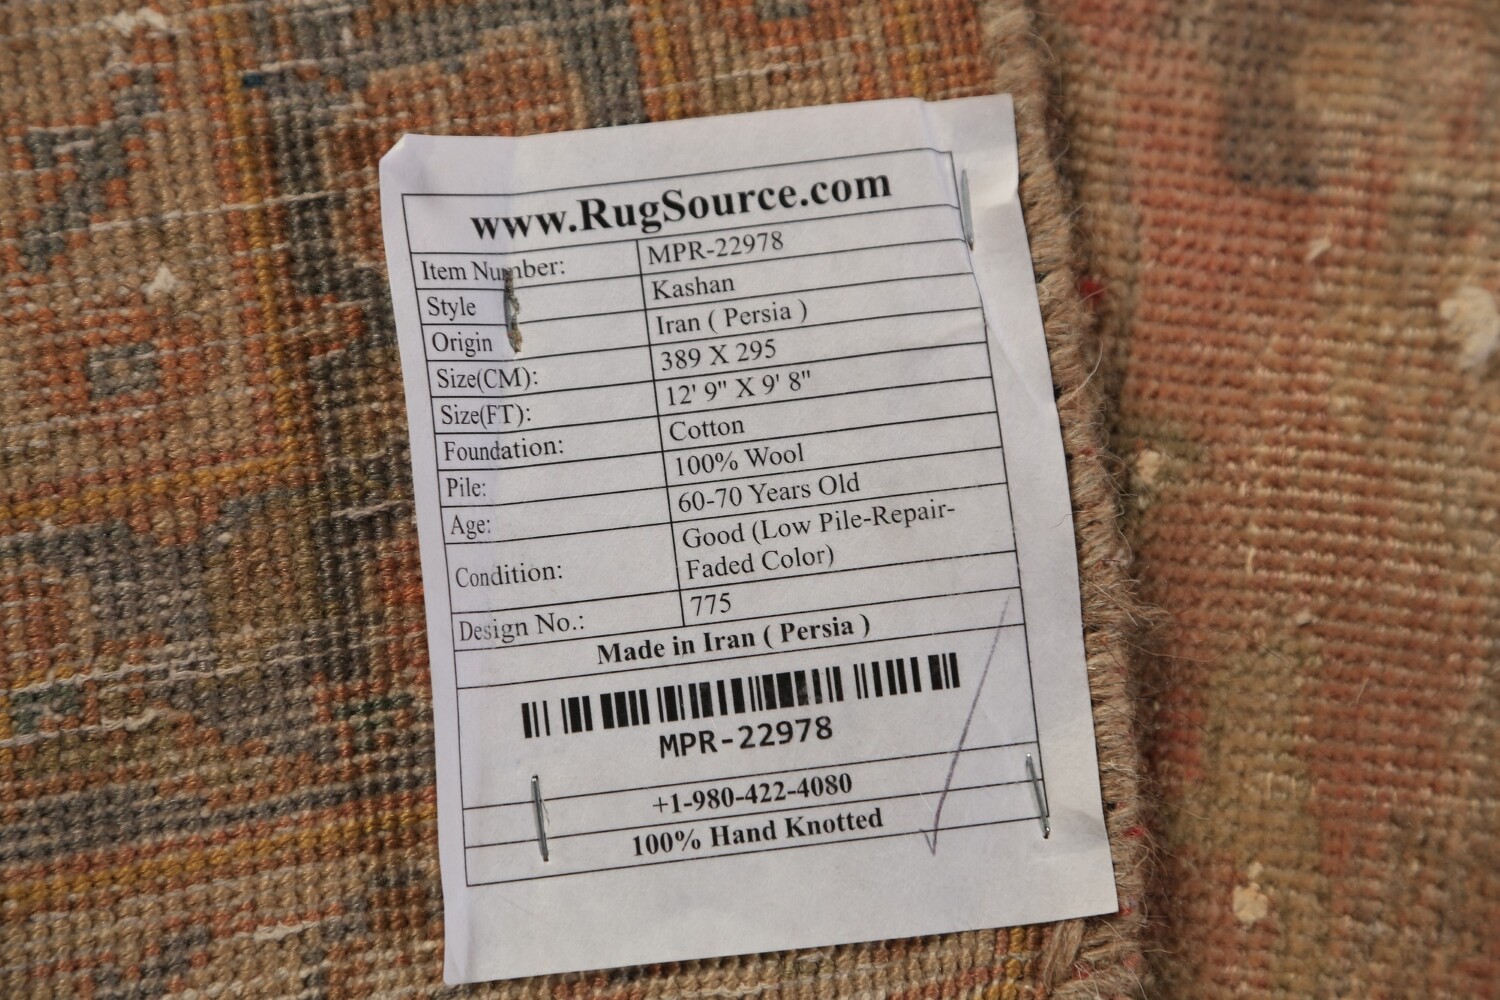 www.RugSource.com
Item Number: MPR-22978
Style Kashan
Origin Iran ( Persia )
Size(CM): 389 X 295
Size(FT): 12' 9" X 9' 8"
Foundation: Cotton
Pile: 100% Wool
Age: 60-70 Years Old
Condition: Good (Low Pile-Repair-
Faded Color)
Design No.: 775
Made in Iran ( Persia )
MPR-22978
+1-980-422-4080
100% Hand Knotted